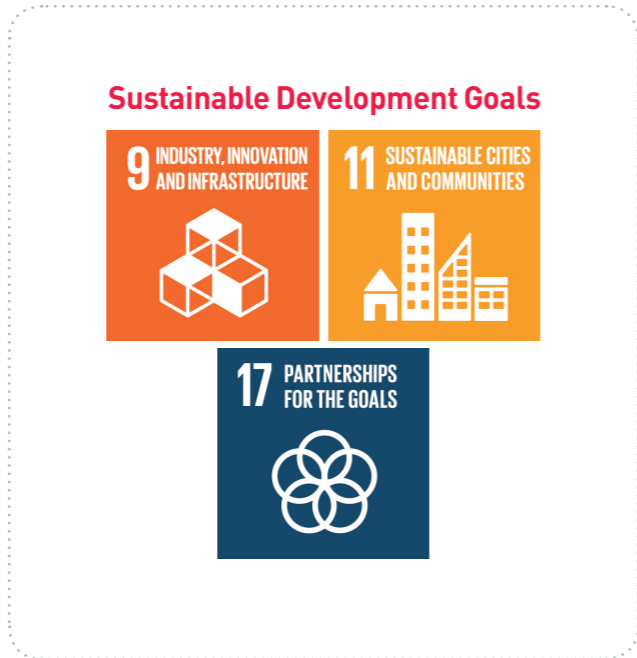 Sustainable Development Goals
9 INDUSTRY, INNOVATION
AND INFRASTRUCTURE
11 SUSTAINABLE CITIES
AND COMMUNITIES
17 PARTNERSHIPS
FOR THE GOALS